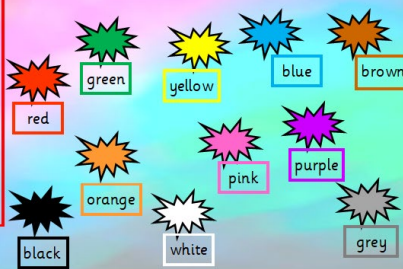 green
yellow
blue
brown
red
pink
purple
orange
black
white
grey